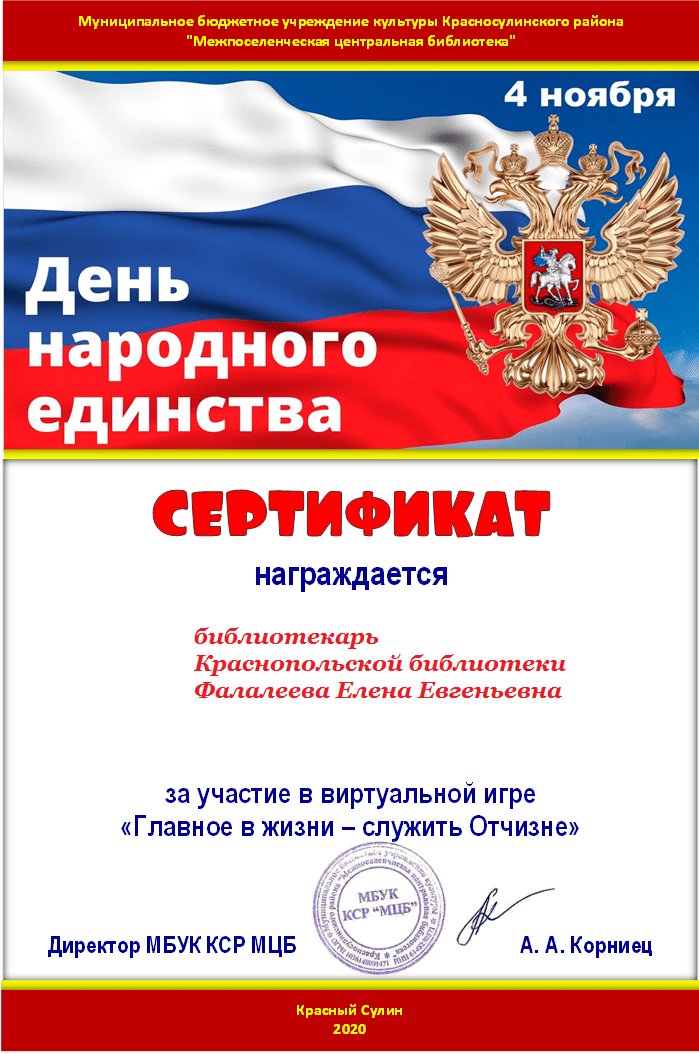 Муниципальное бюджетное учреждение культуры Красносулинского района
"Межпоселенческая центральная библиотека"
4 ноября
День
народного
единства
СЕРТИФИКАТ
награждается
библиотекарь
Краснопольской библиотеки
Фалалеева Елена Евгеньевна
за участие в виртуальной игре
«Главное в жизни – служить Отчизне»
МБУК
КСР "МЦБ"
Директор МБУК КСР МЦБ
А. А. Корниец
Красный Сулин
2020